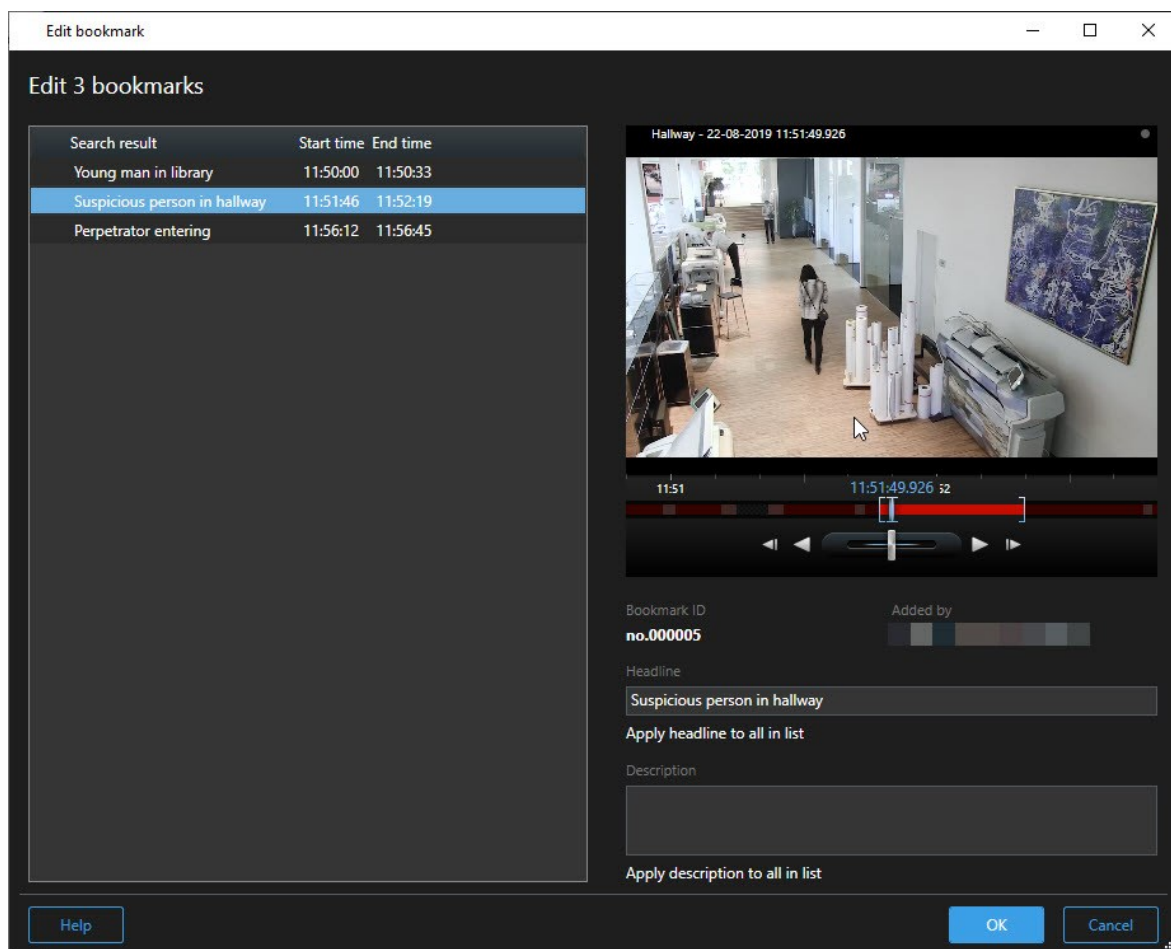 Edit bookmark
Edit 3 bookmarks
Search result Start time End time
Young man in library 11:50:00 11:50:33
Suspicious person in hallway 11:51:46 11:52:19
Perpetrator entering 11:56:12 11:56:45
Hallway - 22-08-2019 11:51:49.926
11:51 11:51:49.926 52
Bookmark ID Added by
no.000005
Headline
Suspicious person in hallway
Apply headline to all in list
Description
Apply description to all in list
Help OK Cancel